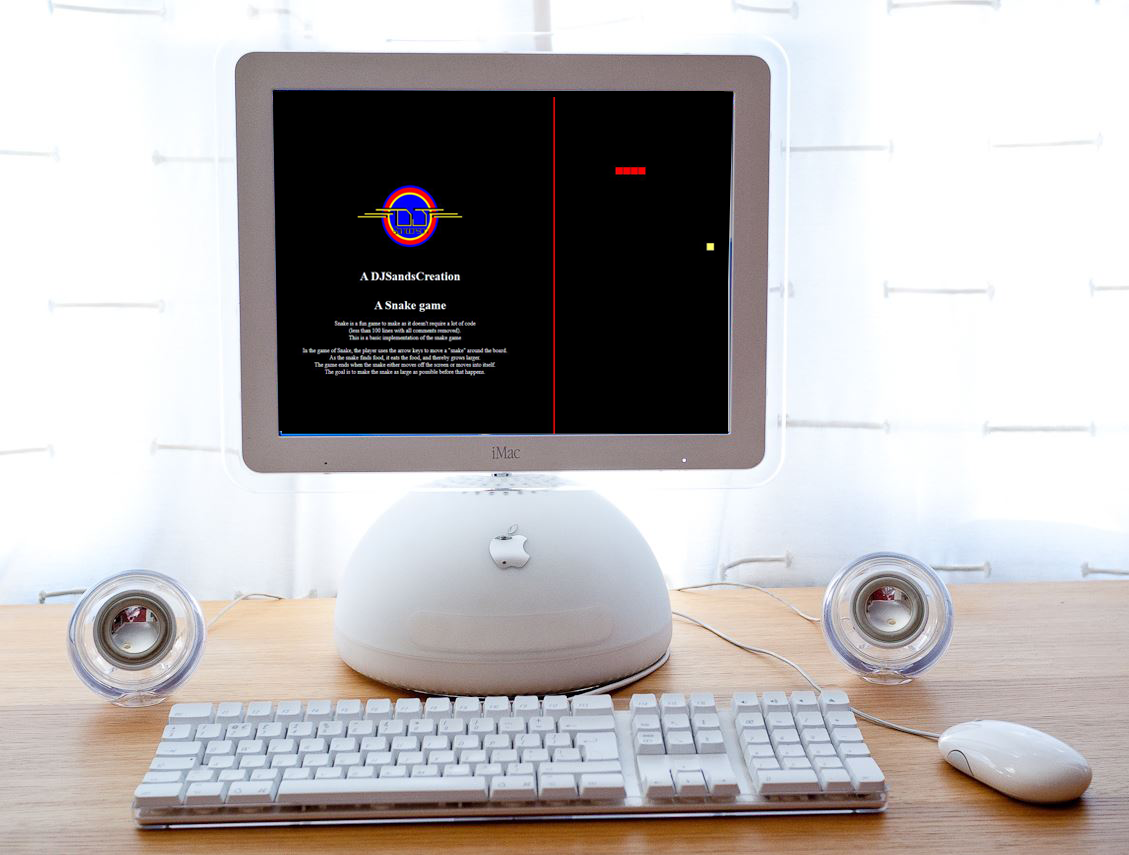 A DJSandsCreation
A Snake game
Snake is a fun game to make as it doesn't require a lot of code
(less than 100 lines with all comments removed).
This is a basic implementation of the snake game
In the game of Snake, the player uses the arrow keys to move a "snake" around the board.
As the snake finds food, it eats the food, and thereby grows larger.
The game ends when the snake either moves off the screen or moves into itself.
The goal is to make the snake as large as possible before that happens.
iMac